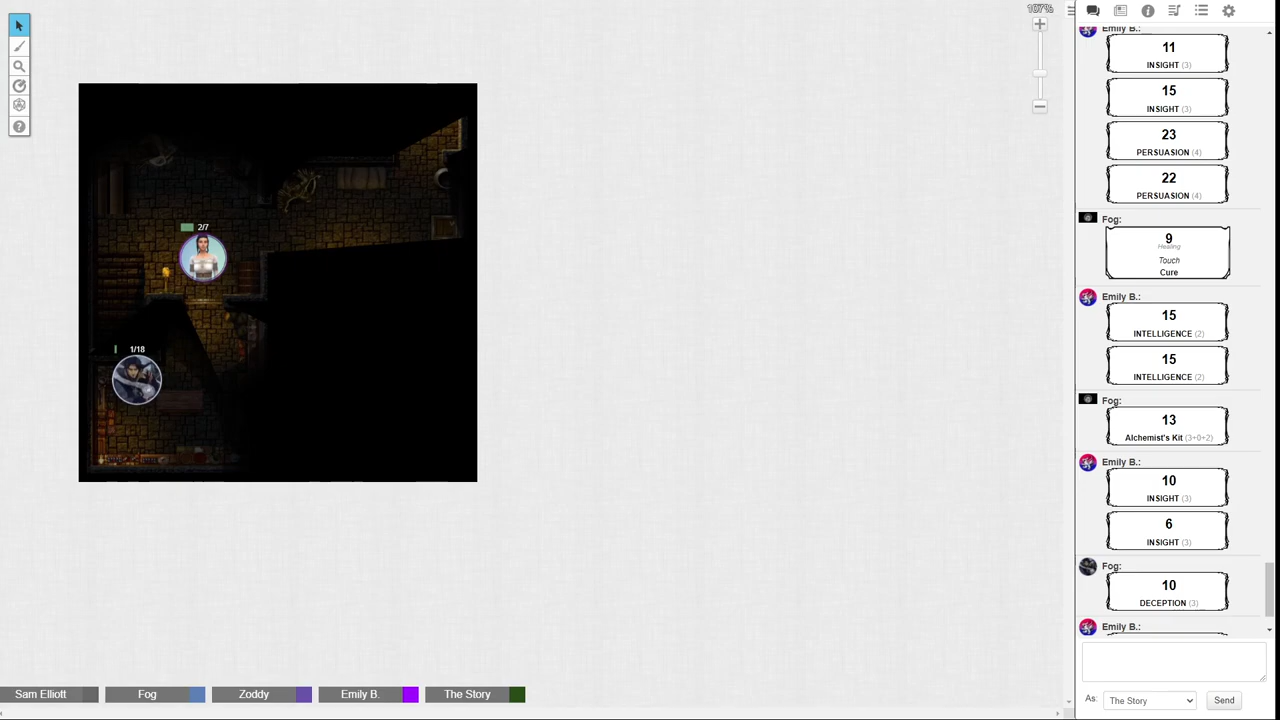 107%
Emily B.:
11
INSIGHT (3)
15
INSIGHT (3)
23
PERSUASION (4)
22
PERSUASION (4)
Fog:
9
Healing
Touch
Cure
Emily B.:
15
INTELLIGENCE (2)
15
INTELLIGENCE (2)
Fog:
13
Alchemist's Kit (3+0+2)
Emily B.:
10
INSIGHT (3)
6
INSIGHT (3)
Fog:
10
DECEPTION (3)
Emily B.:
2/7
1/18
Sam Elliott
Fog
Zoddy
Emily B.
The Story
As:
The Story
Send